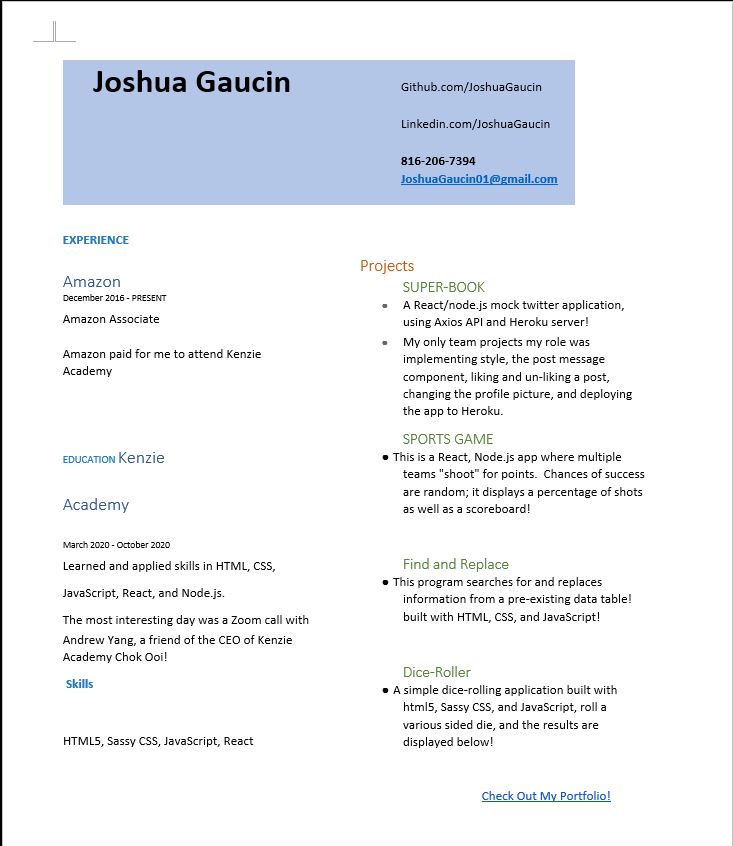 Joshua Gaucin
Github.com/JoshuaGaucin
Linkedin.com/JoshuaGaucin
816-206-7394
JoshuaGaucin01@gmail.com
EXPERIENCE
Amazon
December 2016 - PRESENT
Amazon Associate
Amazon paid for me to attend Kenzie
Academy
EDUCATION Kenzie
Academy
March 2020 - October 2020
Learned and applied skills in HTML, CSS,
JavaScript, React, and Node.js.
The most interesting day was a Zoom call with
Andrew Yang, a friend of the CEO of Kenzie
Academy Chok Ooi!
Skills
HTML5, Sassy CSS, JavaScript, React
Projects
SUPER-BOOK
• A React/node.js mock twitter application,
using Axios API and Heroku server!
• My only team projects my role was
implementing style, the post message
component, liking and un-liking a post,
changing the profile picture, and deploying
the app to Heroku.
SPORTS GAME
• This is a React, Node.js app where multiple
teams "shoot" for points. Chances of success
are random; it displays a percentage of shots
as well as a scoreboard!
Find and Replace
• This program searches for and replaces
information from a pre-existing data table!
built with HTML, CSS, and JavaScript!
Dice-Roller
• A simple dice-rolling application built with
html5, Sassy CSS, and JavaScript, roll a
various sided die, and the results are
displayed below!
Check Out My Portfolio!